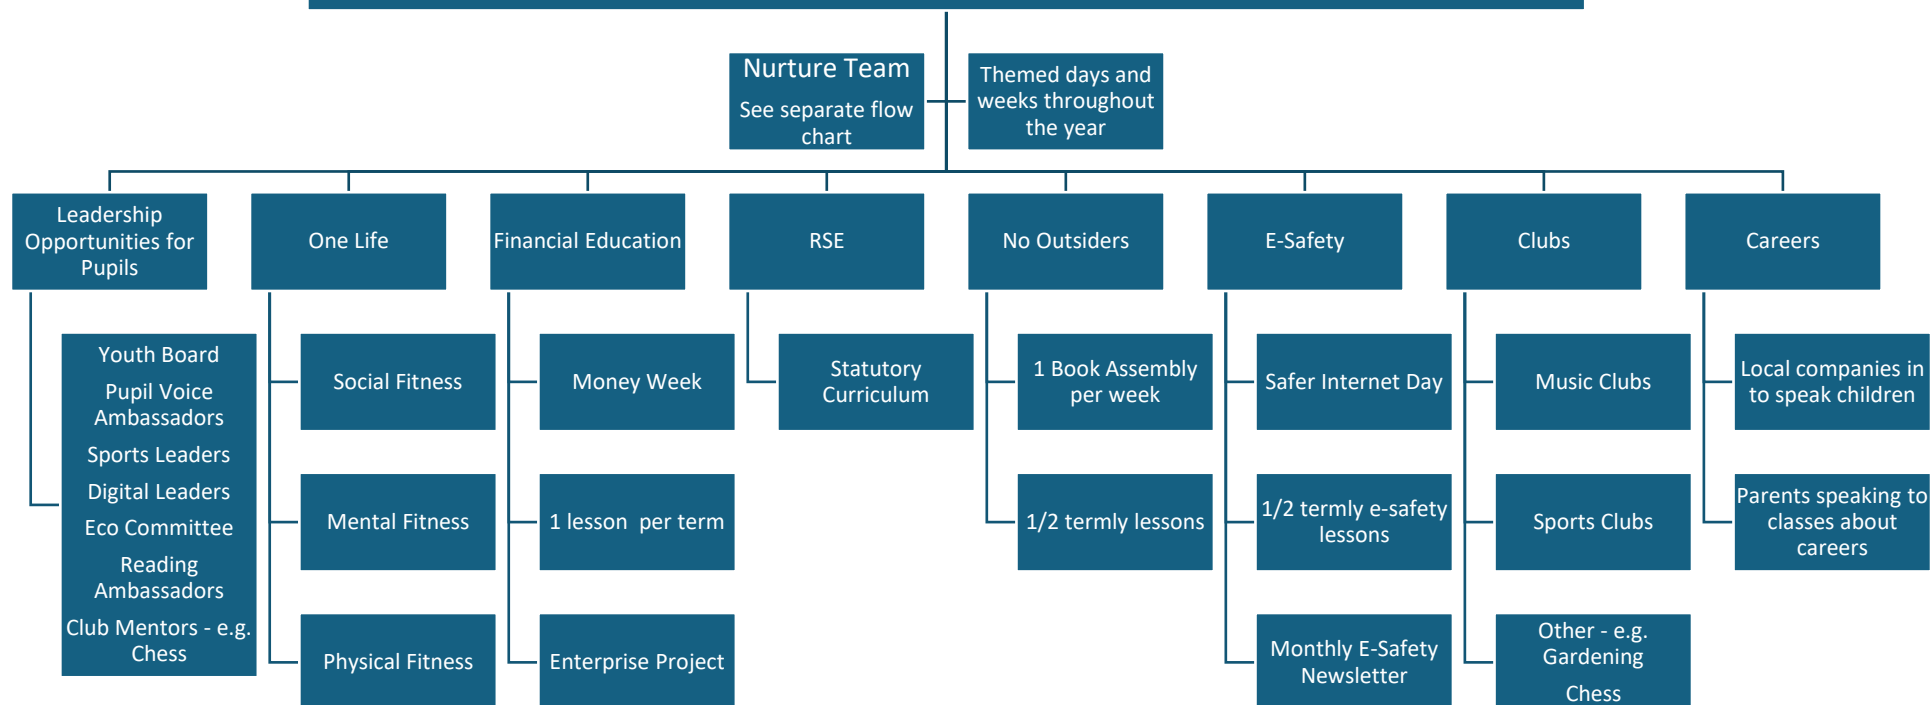 Nurture Team
See separate flow
chart
Themed days and
weeks throughout
the year
Leadership
Opportunities for
Pupils
One Life
Financial Education
RSE
No Outsiders
E-Safety
Clubs
Careers
Youth Board
Pupil Voice
Ambassadors
Sports Leaders
Digital Leaders
Eco Committee
Reading
Ambassadors
Club Mentors - e.g.
Chess
Social Fitness
Mental Fitness
Physical Fitness
Money Week
1 lesson  per term
Enterprise Project
Statutory
Curriculum
1 Book Assembly
per week
1/2 termly lessons
Safer Internet Day
1/2 termly e-safety
lessons
Monthly E-Safety
Newsletter
Music Clubs
Sports Clubs
Other - e.g.
Gardening
Chess
Local companies in
to speak children
Parents speaking to
classes about
careers